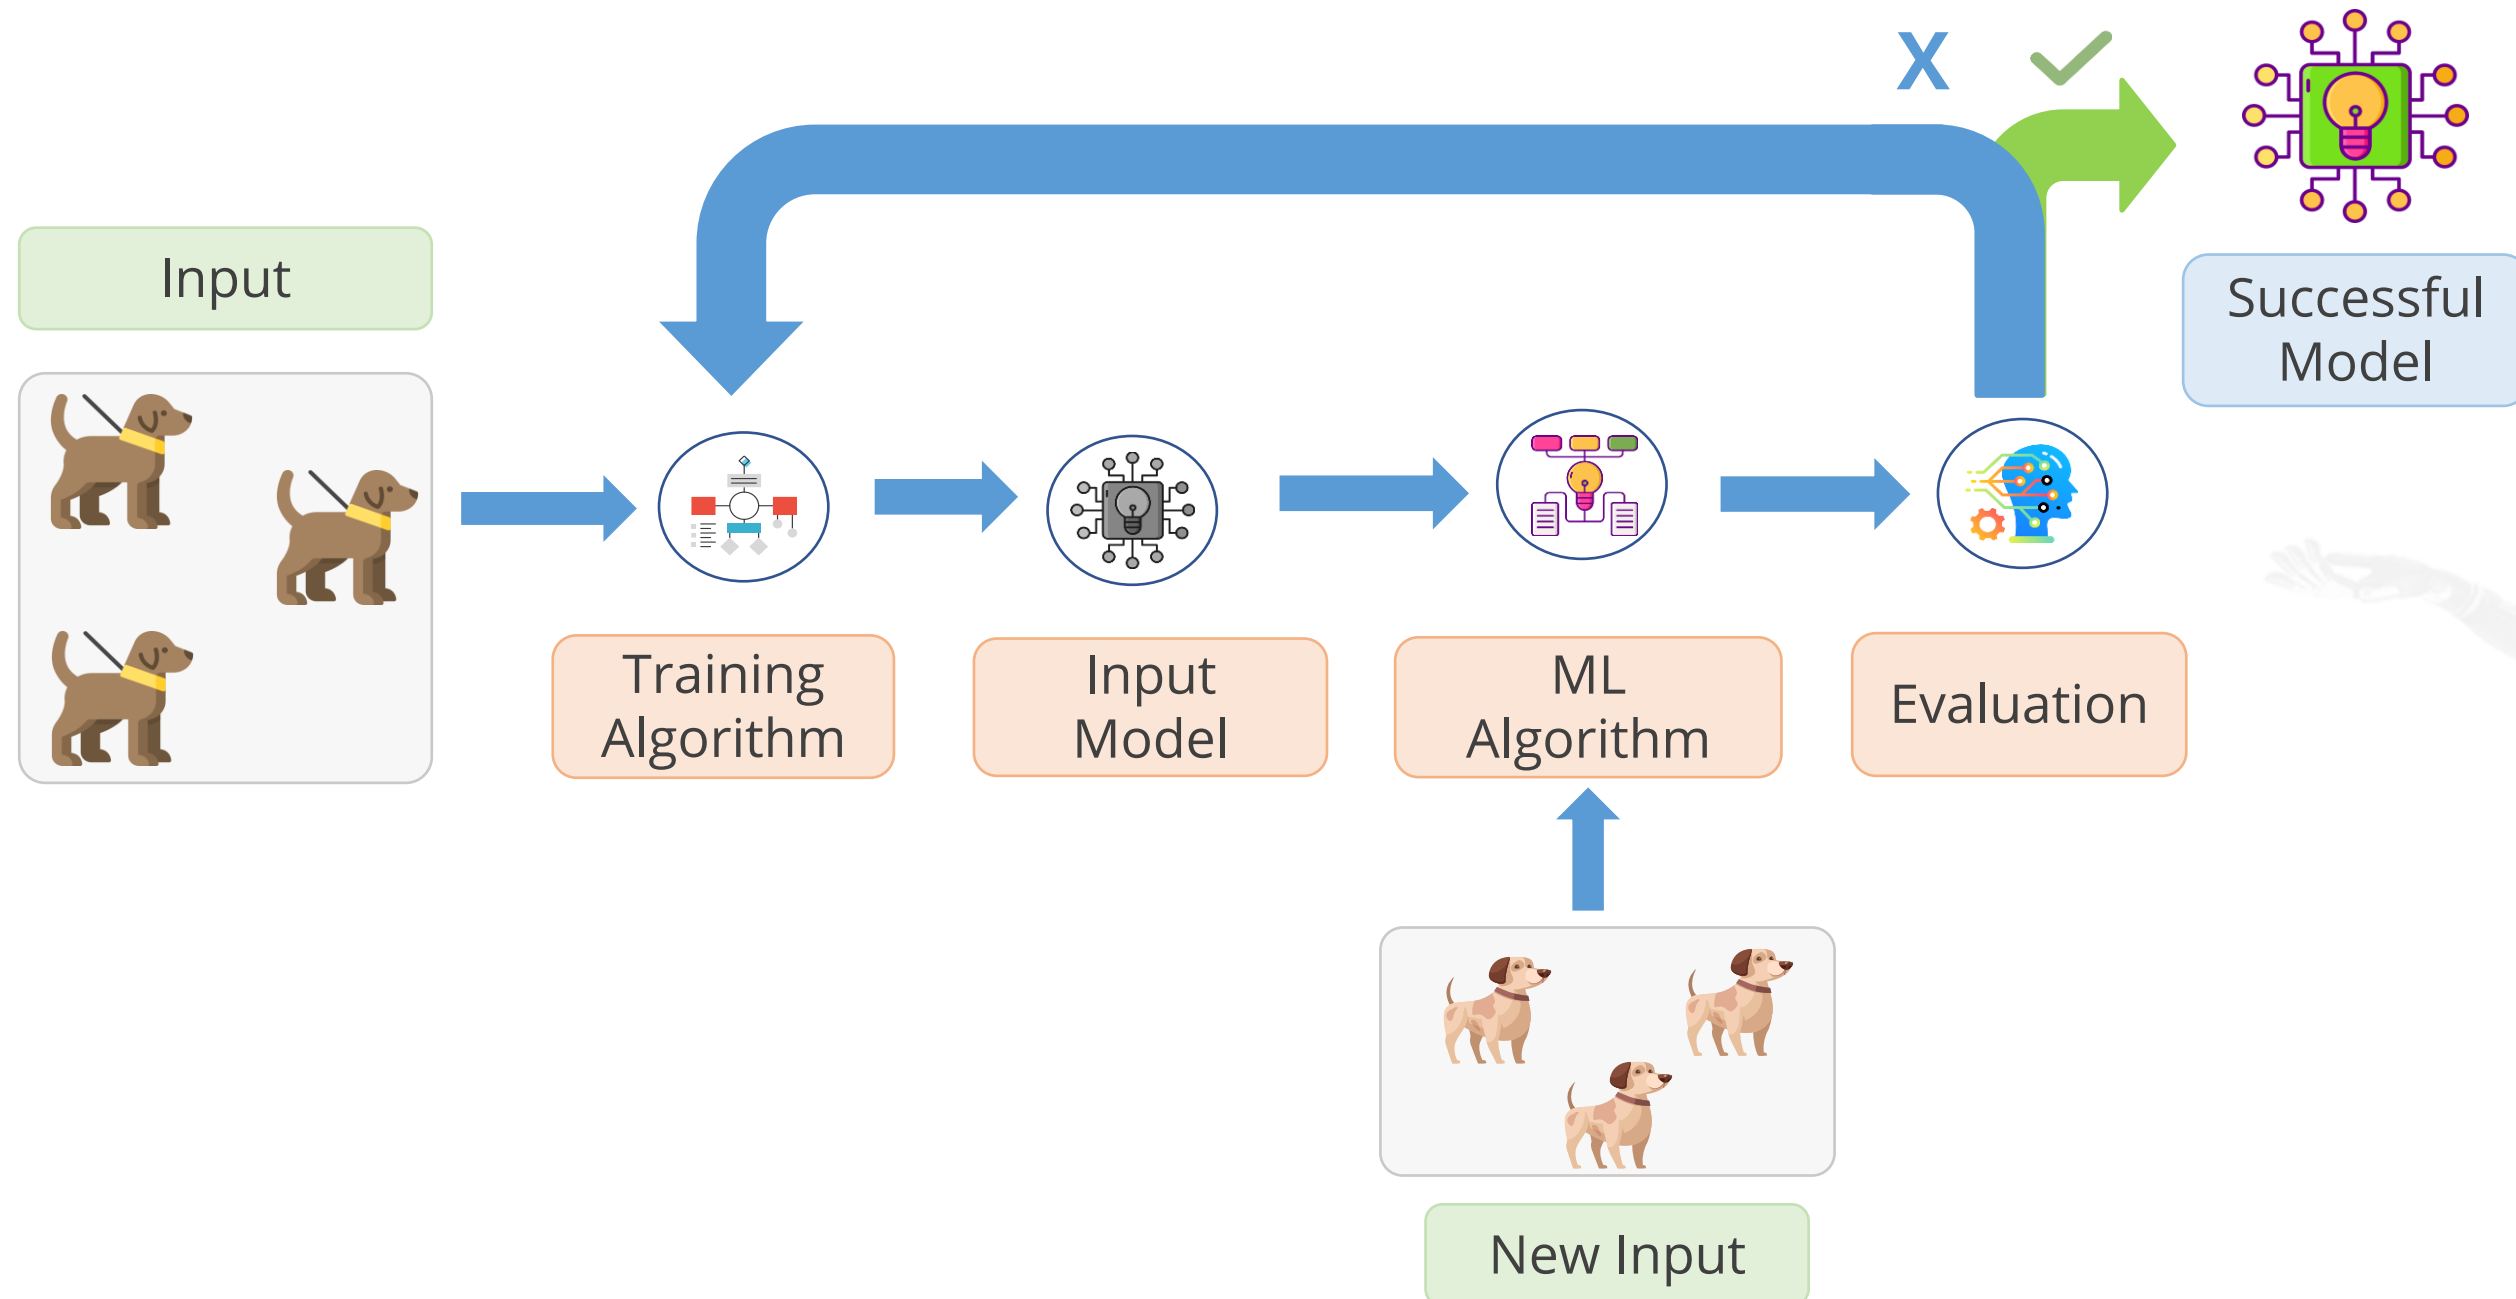 X
Input
Successful
Model
Training
Algorithm
Input
Model
ML
Algorithm
Evaluation
New Input